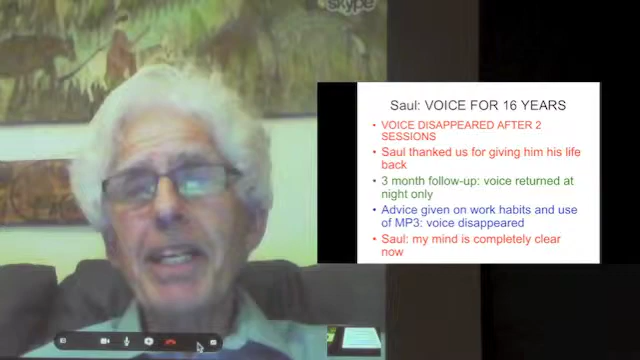 skype
Saul: VOICE FOR 16 YEARS
• VOICE DISAPPEARED AFTER 2
SESSIONS
• Saul thanked us for giving him his life
back
• 3 month follow-up: voice returned at
night only
• Advice given on work habits and use
of MP3: voice disappeared
• Saul: my mind is completely clear
now